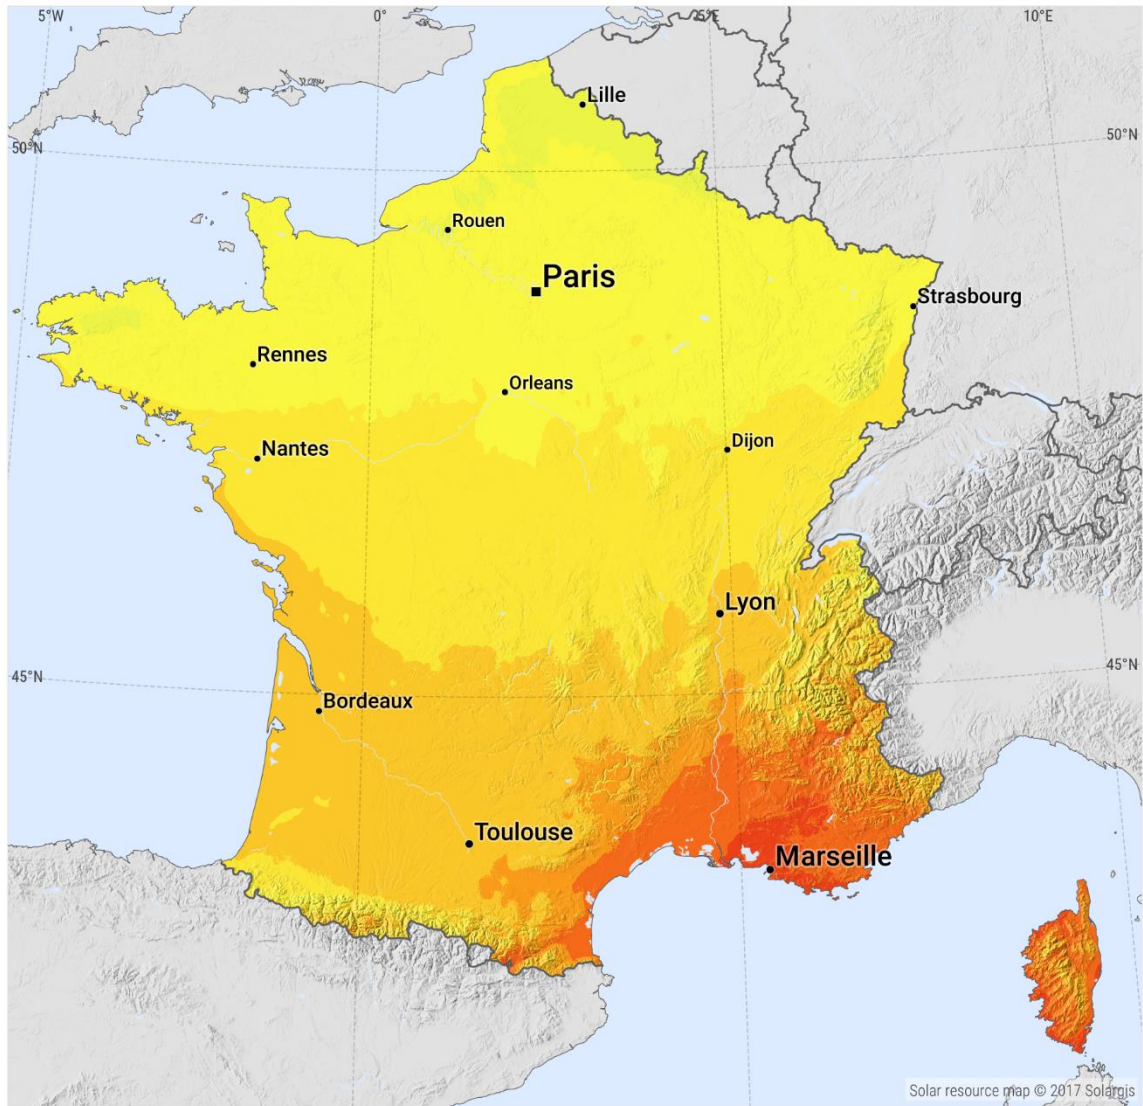 5°W
0°
5°E
10°E
Lille
50°N
50°N
Rouen
Paris
Strasbourg
Rennes
Orleans
Nantes
Dijon
Lyon
45°N
45°N
Bordeaux
Toulouse
Marseille
Solar resource map © 2017 Solargis